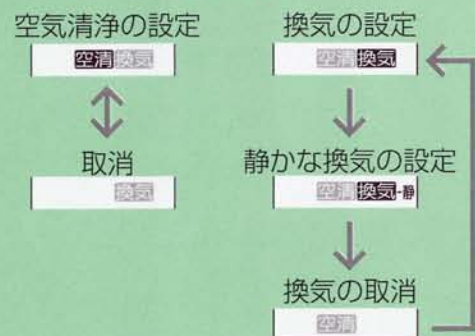 空気清浄の設定
空清換気
取消
換気
換気の設定
空清換気
静かな換気の設定
空清換気-静
換気の取消
空清